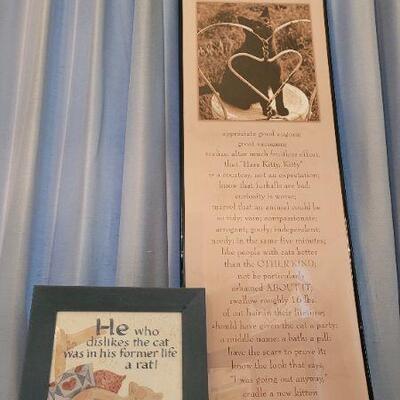 appreciate good
good
realize, after much fruitless effort,
that "Here Kitty, Kitty"
is a courtesy, not an expectation;
know that furballs are bad;
curiosity is worse;
marvel that an animal could be
so tidy; vain; compassionate;
arrogant; goofy; independent;
needy; in the same five minutes;
like people with cats better
than the OTHER KIND;
not be particularly
ashamed ABOUT IT;
swallow roughly 16 lbs.
of cat hair in their lifetime;
should have given the cat a party;
a middle name; a bath; a pill;
have the scars to prove it;
know the look that says,
"I was going out anyway,"
cradle a new kitten
He who
dislikes the cat
was in his former life
a rat!